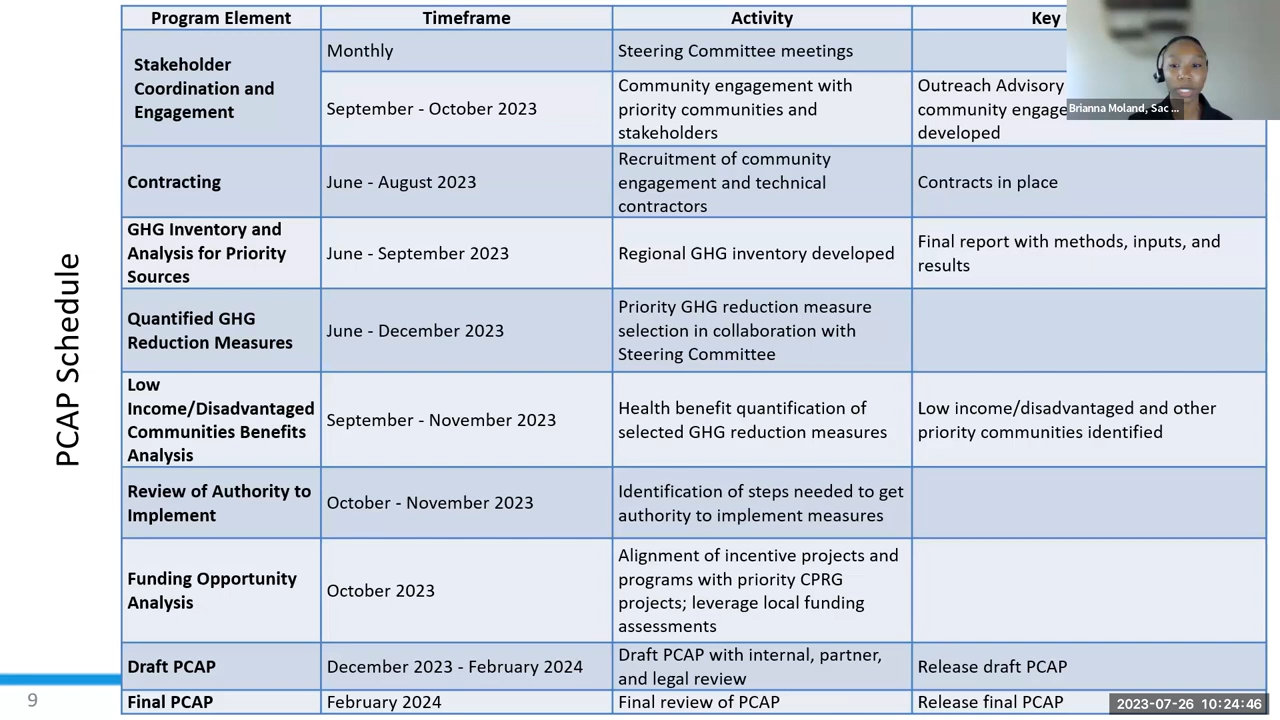 PCAP Schedule
Program Element Timeframe Activity Key
Stakeholder
Coordination and
Engagement
Monthly
Steering Committee meetings
September - October 2023
Community engagement with
priority communities and
stakeholders
Outreach Advisory
community engage
developed
Contracting
June - August 2023
Recruitment of community
engagement and technical
contractors
Contracts in place
GHG Inventory and
Analysis for Priority
Sources
June - September 2023
Regional GHG inventory developed
Final report with methods, inputs, and
results
Quantified GHG
Reduction Measures
June - December 2023
Priority GHG reduction measure
selection in collaboration with
Steering Committee
Low
Income/Disadvantaged
Communities Benefits
Analysis
September - November 2023
Health benefit quantification of
selected GHG reduction measures
Low income/disadvantaged and other
priority communities identified
Review of Authority to
Implement
October - November 2023
Identification of steps needed to get
authority to implement measures
Funding Opportunity
Analysis
October 2023
Alignment of incentive projects and
programs with priority CPRG
projects; leverage local funding
assessments
Draft PCAP
December 2023 - February 2024
Draft PCAP with internal, partner,
and legal review
Release draft PCAP
Final PCAP
February 2024
Final review of PCAP
Release final PCAP
Brianna Moland, Sac ...
9
2023-07-26 10:24:46